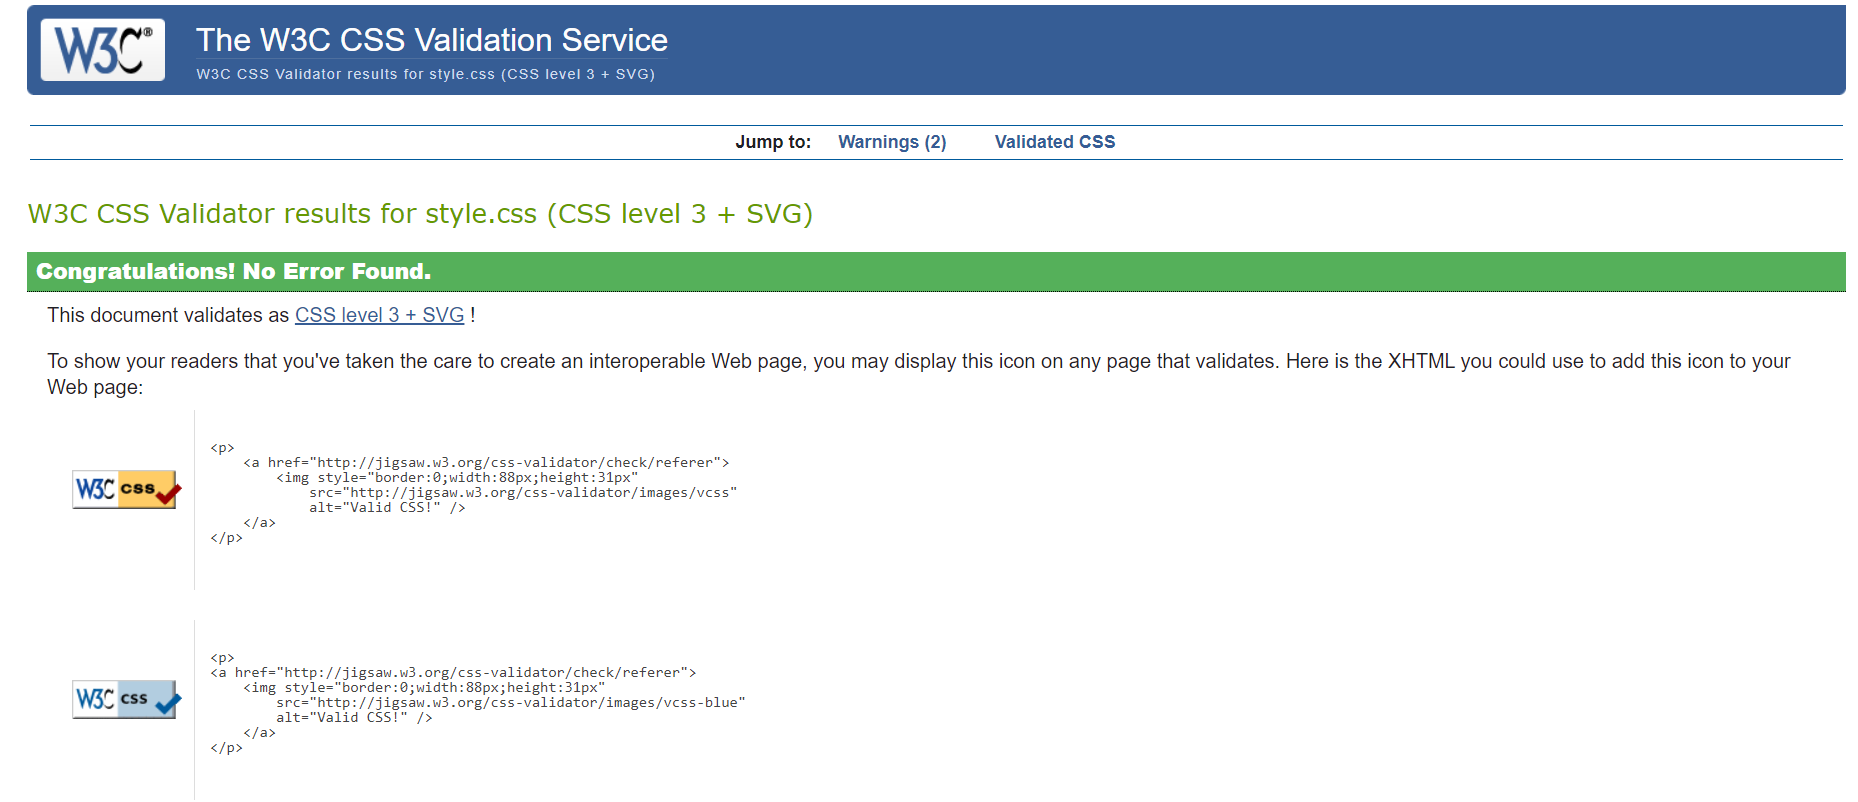 W3C®
The W3C CSS Validation Service
W3C CSS Validator results for style.css (CSS level 3 + SVG)
Jump to: Warnings (2) Validated CSS
W3C CSS Validator results for style.css (CSS level 3 + SVG)
Congratulations! No Error Found.
This document validates as CSS level 3 + SVG !
To show your readers that you've taken the care to create an interoperable Web page, you may display this icon on any page that validates. Here is the XHTML you could use to add this icon to your
Web page:
W3C css
<p>
    <a href="http://jigsaw.w3.org/css-validator/check/referer">
        <img style="border:0;width:88px;height:31px"
            src="http://jigsaw.w3.org/css-validator/images/vcss"
            alt="Valid CSS!" />
    </a>
</p>
W3C css
<p>
<a href="http://jigsaw.w3.org/css-validator/check/referer">
    <img style="border:0;width:88px;height:31px"
        src="http://jigsaw.w3.org/css-validator/images/vcss-blue"
        alt="Valid CSS!" />
    </a>
</p>